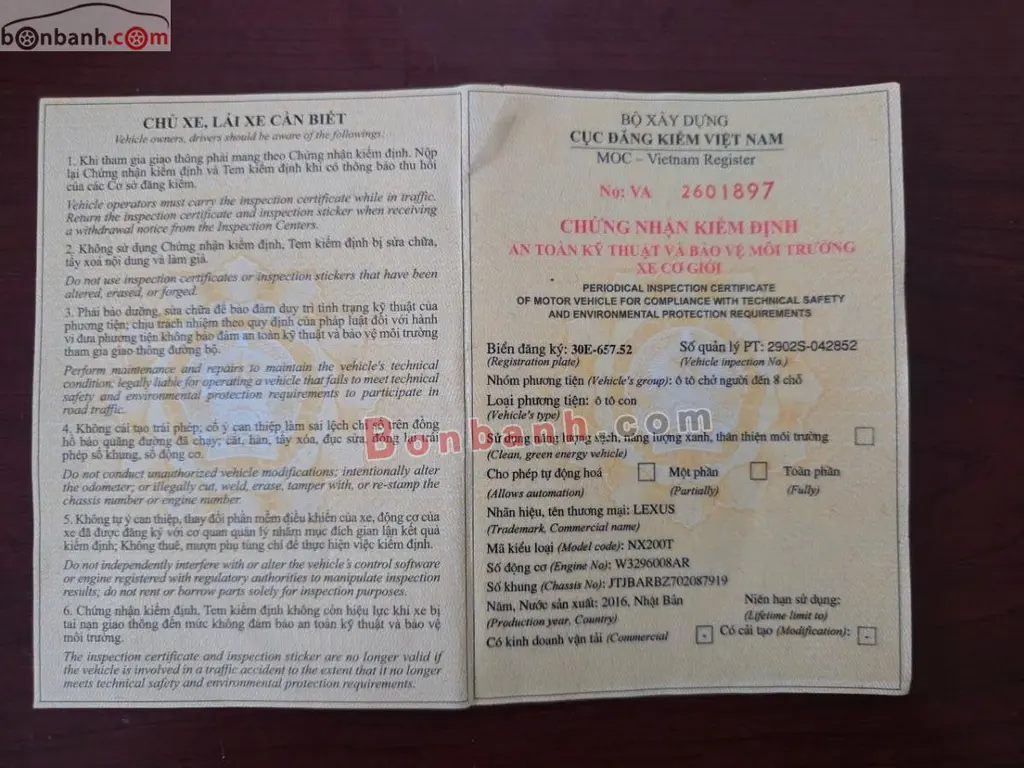 bonbanh.com
CHỦ XE, LÁI XE CẦN BIẾT
Vehicle owners, drivers should be aware of the followings:
1. Khi tham gia giao thông phải mang theo Chứng nhận kiểm định. Nộp
lại Chứng nhận kiểm định và Tem kiểm định khi có thông báo thu hồi
của các Cơ sở đăng kiểm.
Vehicle operators must carry the inspection certificate while in traffic.
Return the inspection certificate and inspection sticker when receiving
a withdrawal notice from the Inspection Centers.
2. Không sử dụng Chứng nhận kiểm định, Tem kiểm định bị sửa chữa,
tẩy xoá nội dung và làm giả.
Do not use inspection certificates or inspection stickers that have been
altered, erased, or forged.
3. Phải bảo dưỡng, sửa chữa để bảo đảm duy trì tình trạng kỹ thuật của
phương tiện; chịu trách nhiệm theo quy định của pháp luật đối với hành
vi đưa phương tiện không bảo đảm an toàn kỹ thuật và bảo vệ môi trường
tham gia giao thông đường bộ.
Perform maintenance and repairs to maintain the vehicle's technical
condition; legally liable for operating a vehicle that fails to meet technical
safety and environmental protection requirements to participate in
road traffic.
4. Không cải tạo trái phép; cố ý can thiệp làm sai lệch chỉ số trên đồng
hồ báo quãng đường đã chạy; cắt, hàn, tẩy xóa, đục sửa, đóng lại trái
phép số khung, số động cơ.
Do not conduct unauthorized vehicle modifications; intentionally alter
the odometer; or illegally cut, weld, erase, tamper with, or re-stamp the
chassis number or engine number.
5. Không tự ý can thiệp, thay đổi phần mềm điều khiển của xe, động cơ của
xe đã được đăng ký với cơ quan quản lý nhằm mục đích gian lận kết quả
kiểm định; Không thuê, mượn phụ tùng chỉ để thực hiện việc kiểm định.
Do not independently interfere with or alter the vehicle's control software
or engine registered with regulatory authorities to manipulate inspection
results; do not rent or borrow parts solely for inspection purposes.
6. Chứng nhận kiểm định, Tem kiểm định không còn hiệu lực khi xe bị
tai nạn giao thông đến mức không đảm bảo an toàn kỹ thuật và bảo vệ
môi trường.
The inspection certificate and inspection sticker are no longer valid if
the vehicle is involved in a traffic accident to the extent that it no longer
meets technical safety and environmental protection requirements.
BỘ XÂY DỰNG
CỤC ĐĂNG KIỂM VIỆT NAM
MOC – Vietnam Register
No: VA 2601897
CHỨNG NHẬN KIỂM ĐỊNH
AN TOÀN KỸ THUẬT VÀ BẢO VỆ MÔI TRƯỜNG
XE CƠ GIỚI
PERIODICAL INSPECTION CERTIFICATE
OF MOTOR VEHICLE FOR COMPLIANCE WITH TECHNICAL SAFETY
AND ENVIRONMENTAL PROTECTION REQUIREMENTS
Biển đăng ký: 30E-657.52 Số quản lý PT: 2902S-042852
(Registration plate) (Vehicle inpection No.)
Nhóm phương tiện (Vehicle's group): ô tô chở người đến 8 chỗ
Loại phương tiện: ô tô con
(Vehicle's type)
Bonbanh.com
Sử dụng năng lượng sạch, năng lượng xanh, thân thiện môi trường
(Clean, green energy vehicle)
Cho phép tự động hoá Một phần Toàn phần
(Allows automation) (Partially) (Fully)
Nhãn hiệu, tên thương mại: LEXUS
(Trademark, Commercial name)
Mã kiểu loại (Model code): NX200T
Số động cơ (Engine No): W3296008AR
Số khung (Chassis No): JTJBARBZ702087919
Năm, Nước sản xuất: 2016, Nhật Bản Niên hạn sử dụng:
(Production year, Country) (Lifetime limit to)
Có kinh doanh vận tải (Commercial - Có cải tạo (Modification): -